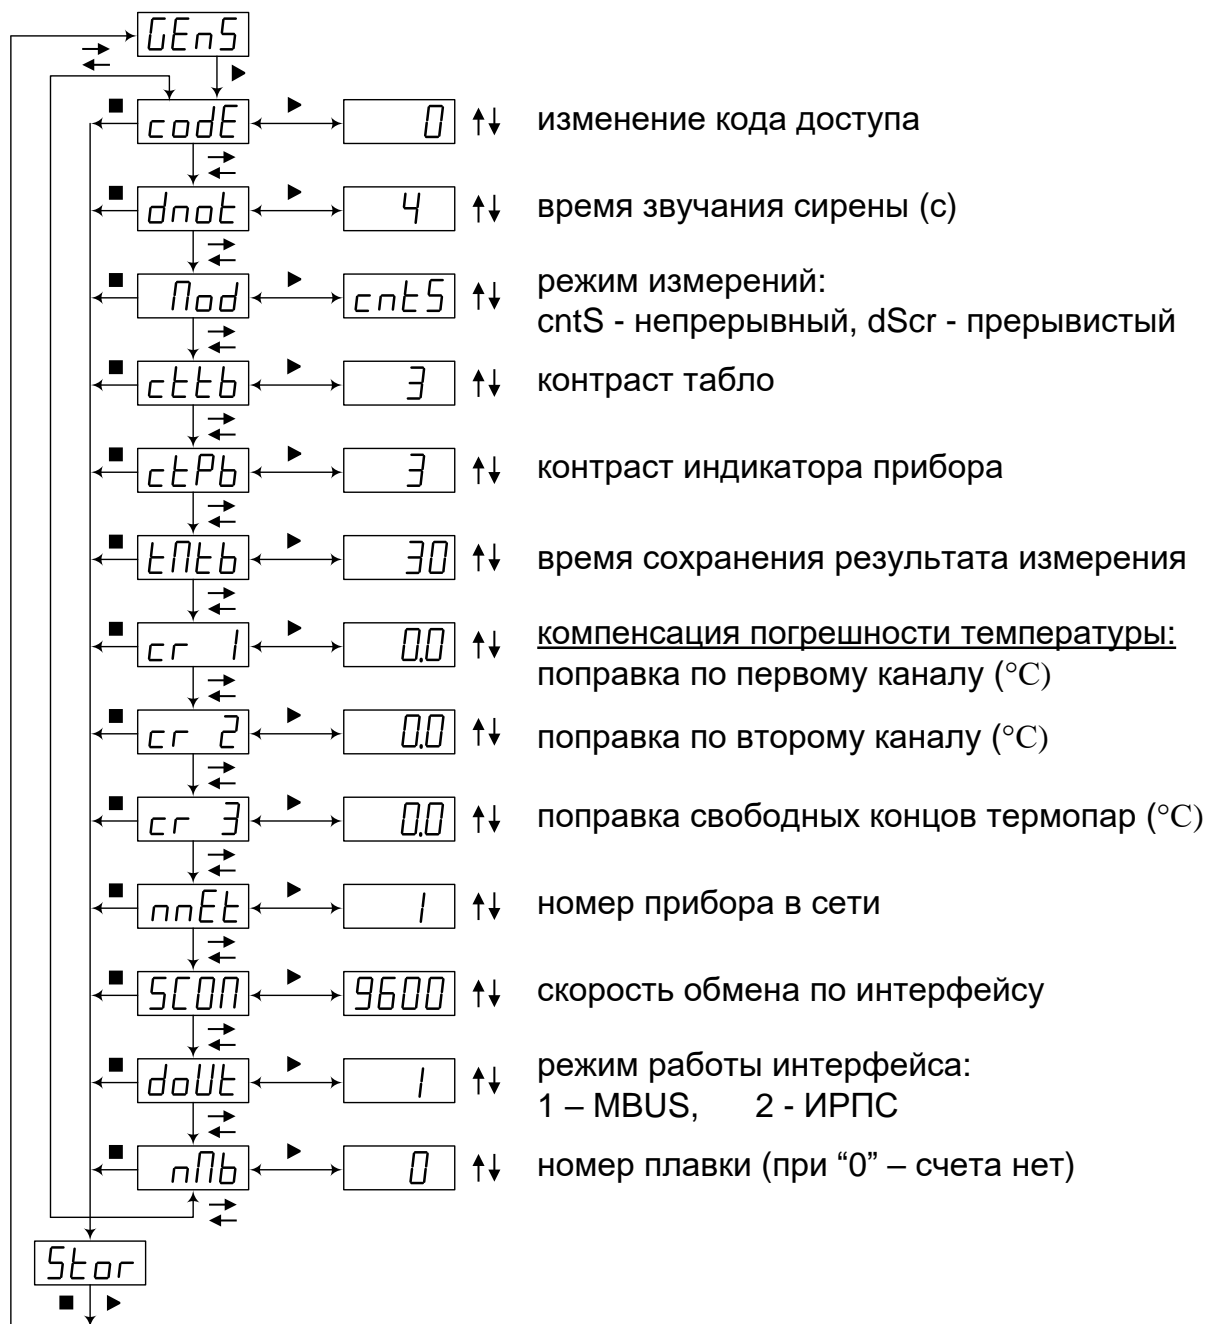 GEnS
codE 0 изменение кода доступа
dnot 4 время звучания сирены (с)
Mod cntS режим измерений:
cntS - непрерывный, dScr - прерывистый
cttb 3 контраст табло
ctPb 3 контраст индикатора прибора
tMtb 30 время сохранения результата измерения
cr 1 0.0 компенсация погрешности температуры:
поправка по первому каналу (°C)
cr 2 0.0 поправка по второму каналу (°C)
cr 3 0.0 поправка свободных концов термопар (°C)
nnEt 1 номер прибора в сети
SCOM 9600 скорость обмена по интерфейсу
doUt 1 режим работы интерфейса:
1 – MBUS, 2 - ИРПС
nMb 0 номер плавки (при “0” – счета нет)
Stor